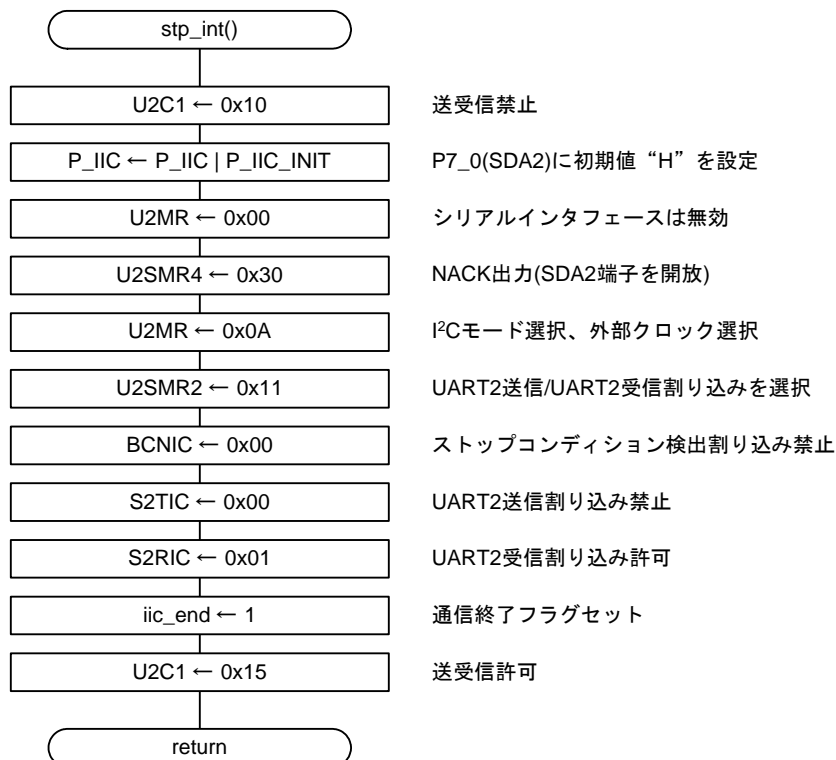 stp_int()
U2C1 ← 0x10 送受信禁止
P_IIC ← P_IIC | P_IIC_INIT P7_0(SDA2)に初期値“H”を設定
U2MR ← 0x00 シリアルインタフェースは無効
U2SMR4 ← 0x30 NACK出力(SDA2端子を開放)
U2MR ← 0x0A I²Cモード選択、外部クロック選択
U2SMR2 ← 0x11 UART2送信/UART2受信割り込みを選択
BCNIC ← 0x00 ストップコンディション検出割り込み禁止
S2TIC ← 0x00 UART2送信割り込み禁止
S2RIC ← 0x01 UART2受信割り込み許可
iic_end ← 1 通信終了フラグセット
U2C1 ← 0x15 送受信許可
return